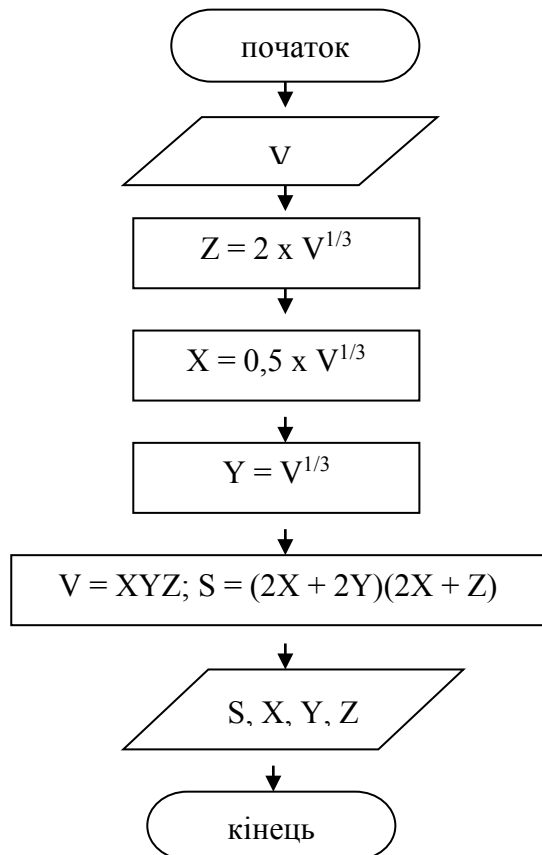 початок
V
Z = 2 x V^{1/3}
X = 0,5 x V^{1/3}
Y = V^{1/3}
V = XYZ; S = (2X + 2Y)(2X + Z)
S, X, Y, Z
кінець